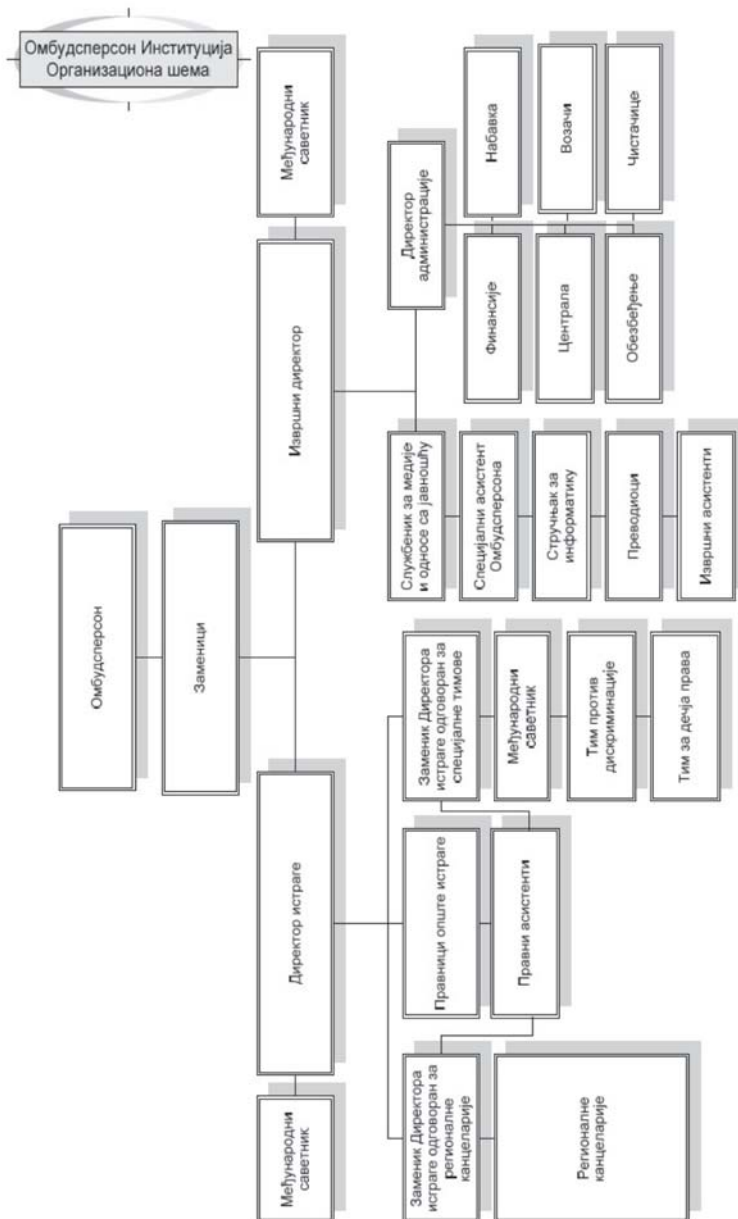 Омбудсперсон Институција
Организациона шема
Омбудсперсон
Заменици
Међународни
саветник
Директор истраге
Извршни директор
Међународни
саветник
Заменик Директора
истраге одговоран за
регионалне
канцеларије
Регионалне
канцеларије
Правници опште истраге
Правни асистенти
Заменик Директора
истраге одговоран за
специјалне тимове
Међународни
саветник
Тим против
дискриминације
Тим за дечја права
Службеник за медије
и односе са јавношћу
Специјални асистент
Омбудсперсона
Стручњак за
информатику
Преводиоци
Извршни асистенти
Директор
администрације
Финансије
Набавка
Централа
Возачи
Обезбеђење
Чистачице